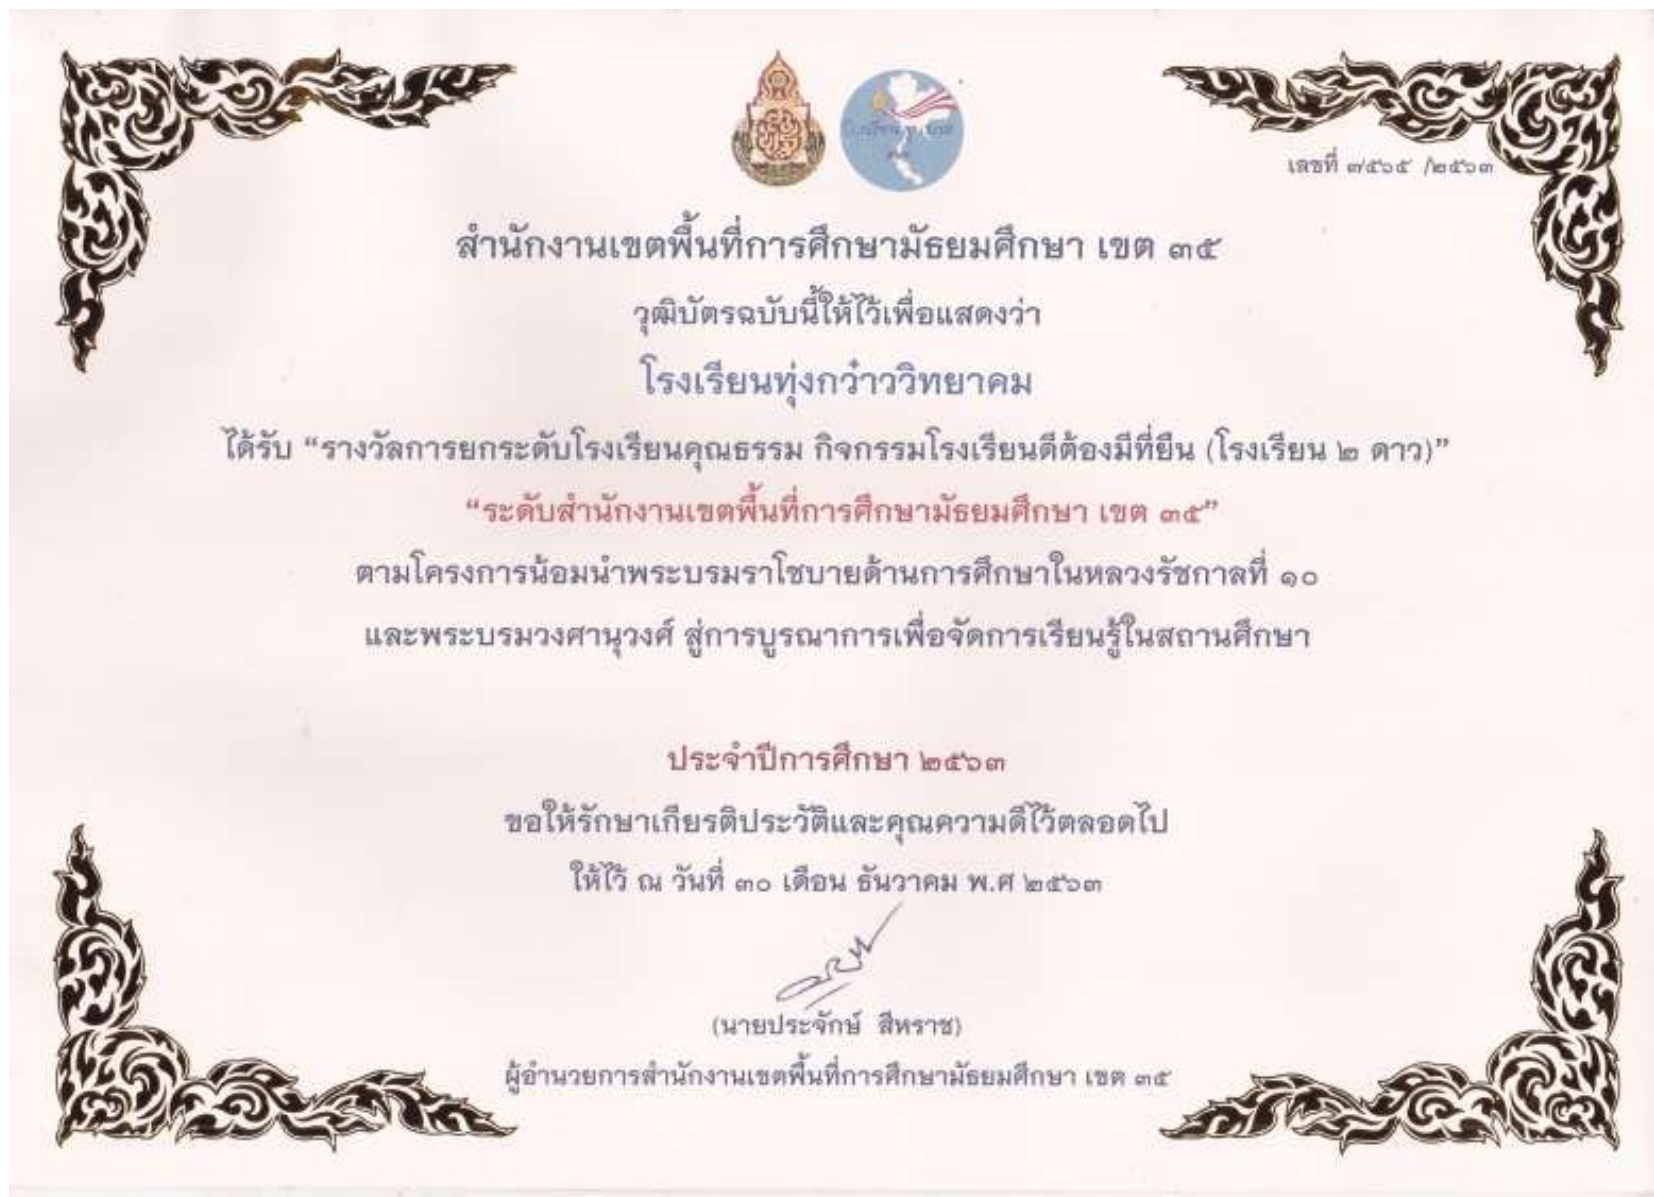 เลขที่ ๗๕๖๕ /๒๕๖๓
สำนักงานเขตพื้นที่การศึกษามัธยมศึกษา เขต ๓๕
วุฒิบัตรฉบับนี้ให้ไว้เพื่อแสดงว่า
โรงเรียนทุ่งกว๋าววิทยาคม
ได้รับ “รางวัลการยกระดับโรงเรียนคุณธรรม กิจกรรมโรงเรียนดีต้องมีที่ยืน (โรงเรียน ๒ ดาว)”
“ระดับสำนักงานเขตพื้นที่การศึกษามัธยมศึกษา เขต ๓๕”
ตามโครงการน้อมนำพระบรมราโชบายด้านการศึกษาในหลวงรัชกาลที่ ๑๐
และพระบรมวงศานุวงศ์ สู่การบูรณาการเพื่อจัดการเรียนรู้ในสถานศึกษา
ประจำปีการศึกษา ๒๕๖๓
ขอให้รักษาเกียรติประวัติและคุณความดีไว้ตลอดไป
ให้ไว้ ณ วันที่ ๓๐ เดือน ธันวาคม พ.ศ ๒๕๖๓
(นายประจักษ์ สีหราช)
ผู้อำนวยการสำนักงานเขตพื้นที่การศึกษามัธยมศึกษา เขต ๓๕